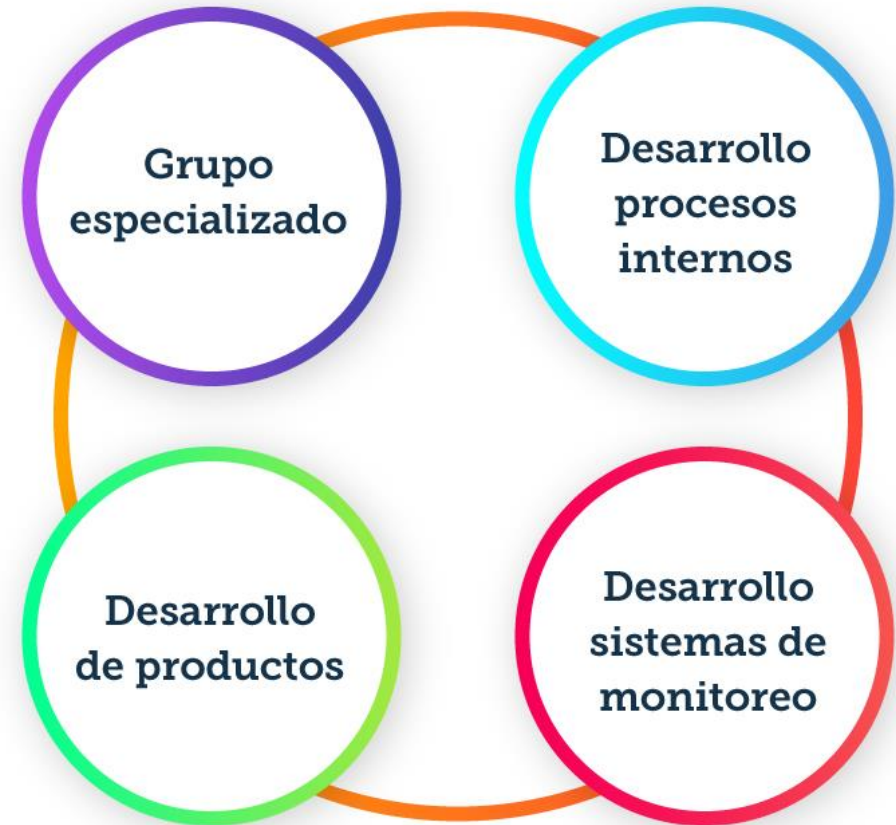 Grupo
especializado
Desarrollo
procesos
internos
Desarrollo
de productos
Desarrollo
sistemas de
monitoreo